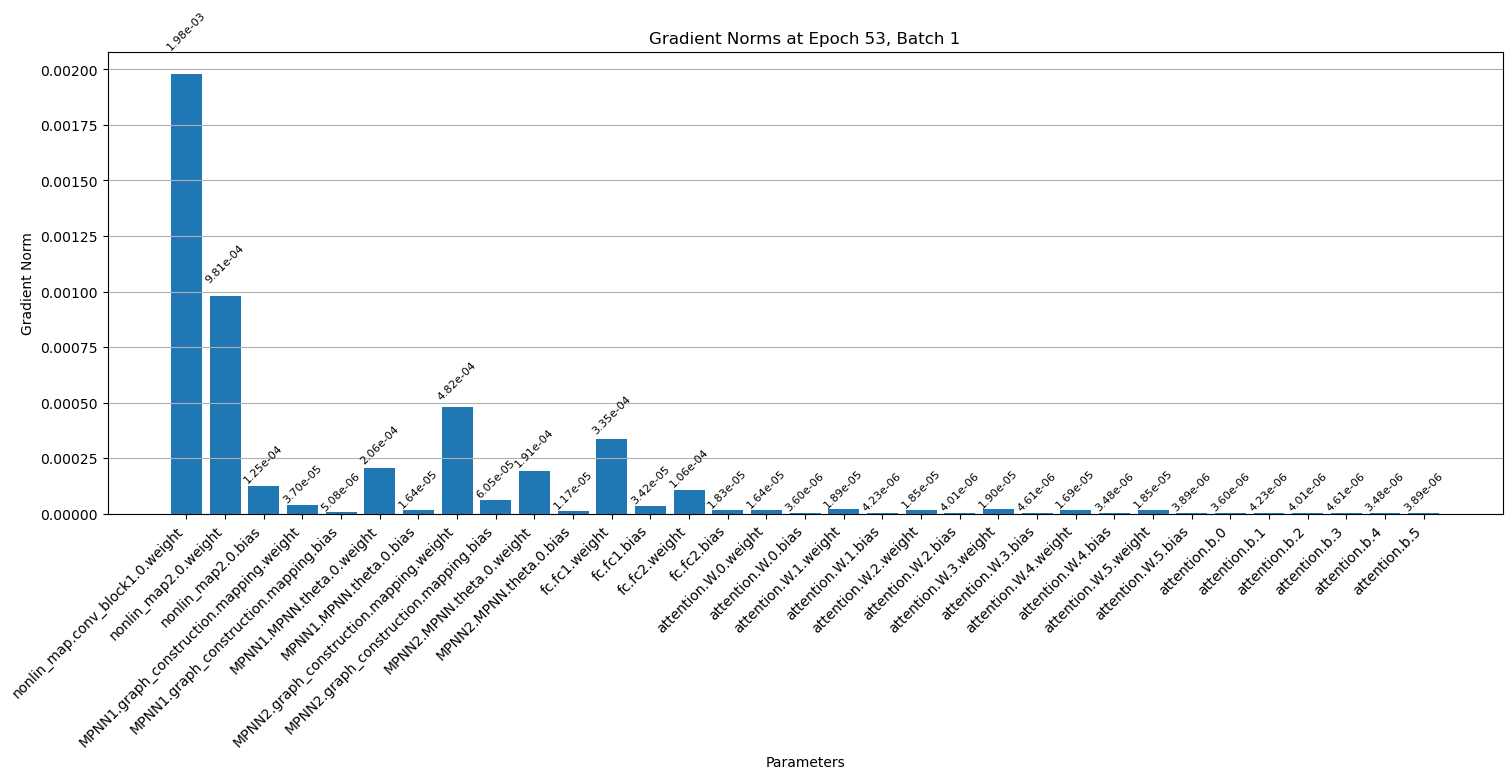 Gradient Norms at Epoch 53, Batch 1
Gradient Norm
0.00200
0.00175
0.00150
0.00125
0.00100
0.00075
0.00050
0.00025
0.00000
1.98e-03
9.81e-04
1.25e-04
3.70e-05
5.08e-06
2.06e-04
1.64e-05
4.82e-04
6.05e-05
1.91e-04
1.17e-05
3.35e-04
3.42e-05
1.06e-04
1.83e-05
1.64e-05
3.60e-06
1.89e-05
4.23e-06
1.85e-05
4.01e-06
1.90e-05
4.61e-06
1.69e-05
3.48e-06
1.85e-05
3.89e-06
3.60e-06
4.23e-06
4.01e-06
4.61e-06
3.48e-06
3.89e-06
nonlin_map.conv_block1.0.weight
nonlin_map2.0.weight
nonlin_map2.0.bias
MPNN1.graph_construction.mapping.weight
MPNN1.graph_construction.mapping.bias
MPNN1.MPNN.theta.0.weight
MPNN1.MPNN.theta.0.bias
MPNN2.graph_construction.mapping.weight
MPNN2.graph_construction.mapping.bias
MPNN2.MPNN.theta.0.weight
MPNN2.MPNN.theta.0.bias
fc.fc1.weight
fc.fc1.bias
fc.fc2.weight
fc.fc2.bias
attention.W.0.weight
attention.W.0.bias
attention.W.1.weight
attention.W.1.bias
attention.W.2.weight
attention.W.2.bias
attention.W.3.weight
attention.W.3.bias
attention.W.4.weight
attention.W.4.bias
attention.W.5.weight
attention.W.5.bias
attention.b.0
attention.b.1
attention.b.2
attention.b.3
attention.b.4
attention.b.5
Parameters